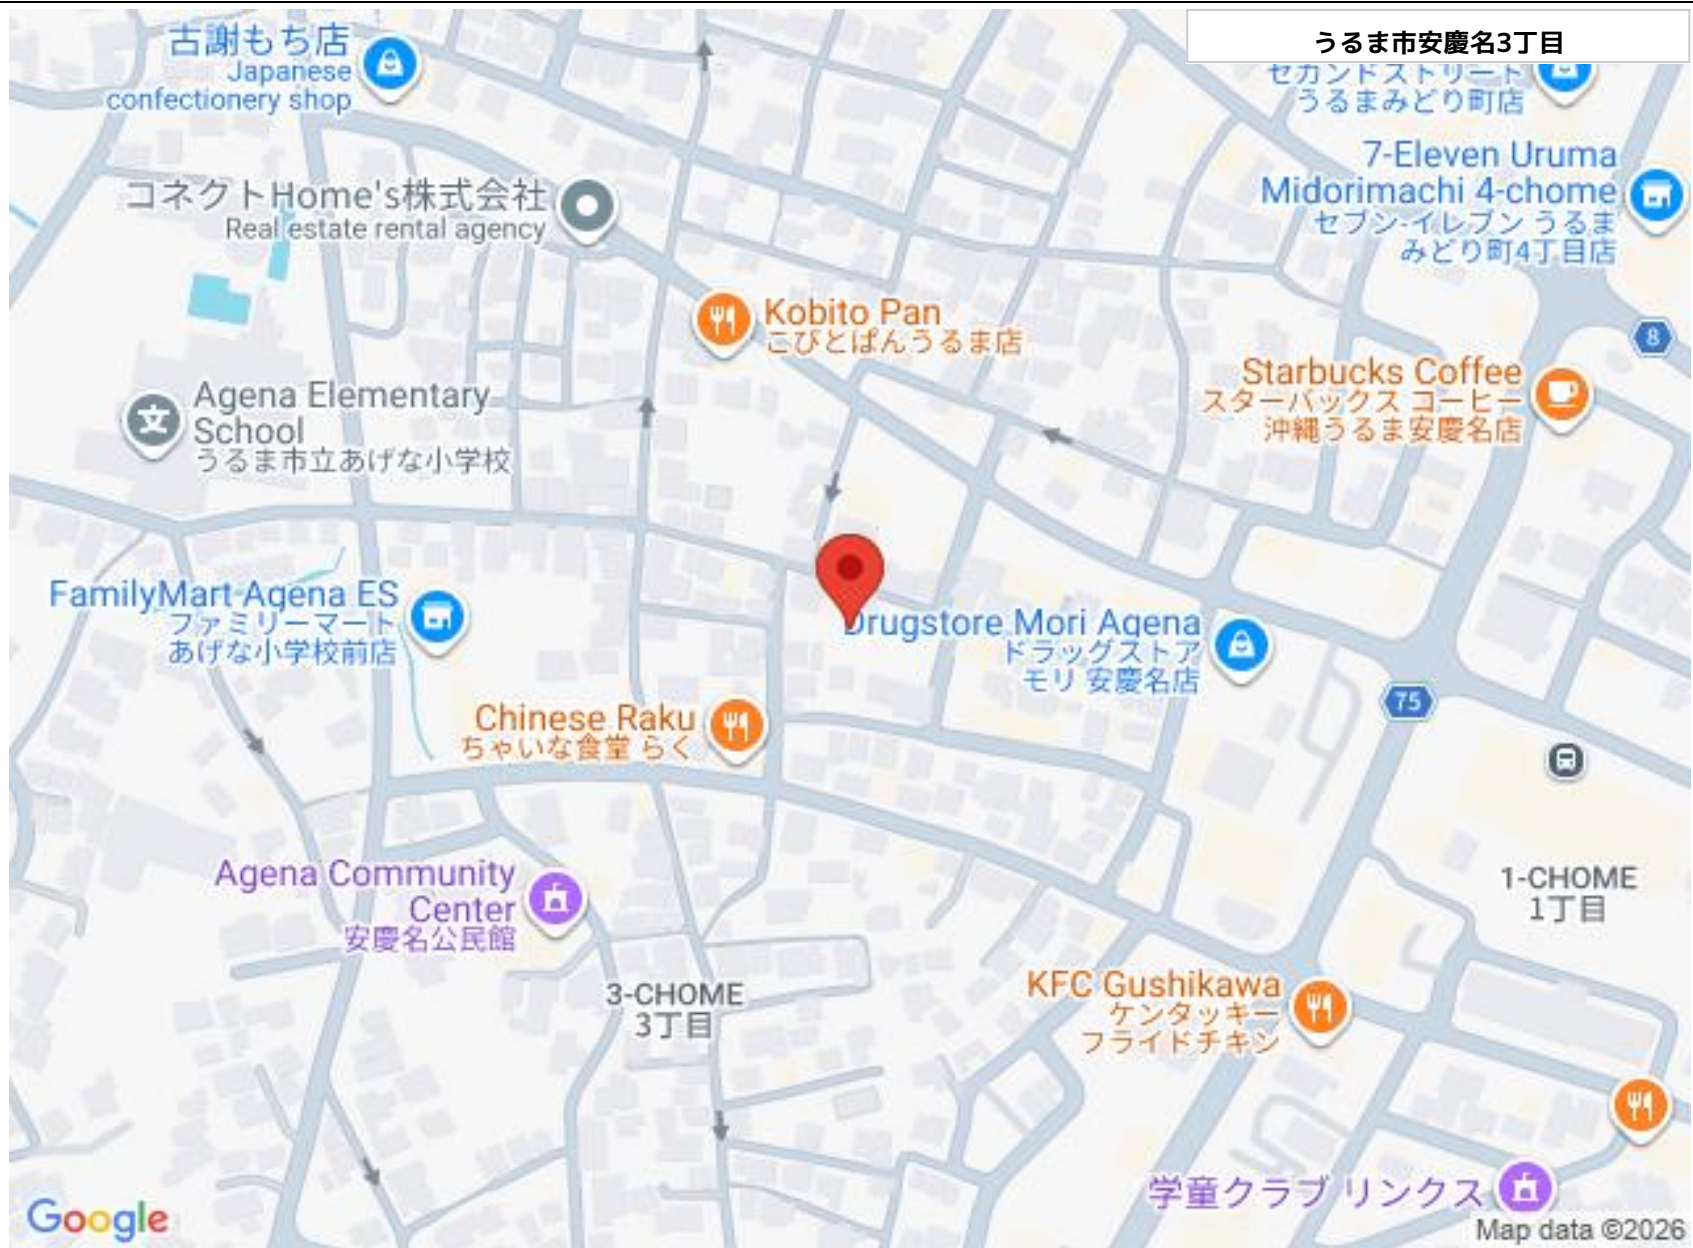 うるま市安慶名3丁目
古謝もち店
Japanese
confectionery shop
セカンドストリート
うるまみどり町店
7-Eleven Uruma
Midorimachi 4-chome
セブン-イレブン うるま
みどり町4丁目店
コネクトHome's株式会社
Real estate rental agency
Kobito Pan
こびとぱんうるま店
8
Starbucks Coffee
スターバックス コーヒー
沖縄うるま安慶名店
文
Agena Elementary
School
うるま市立あげな小学校
FamilyMart Agena ES
ファミリーマート
あげな小学校前店
Drugstore Mori Agena
ドラッグストア
モリ 安慶名店
75
Chinese Raku
ちゃいな食堂 らく
Agena Community
Center
安慶名公民館
1-CHOME
1丁目
3-CHOME
3丁目
KFC Gushikawa
ケンタッキー
フライドチキン
学童クラブ リンクス
Google
Map data ©2026